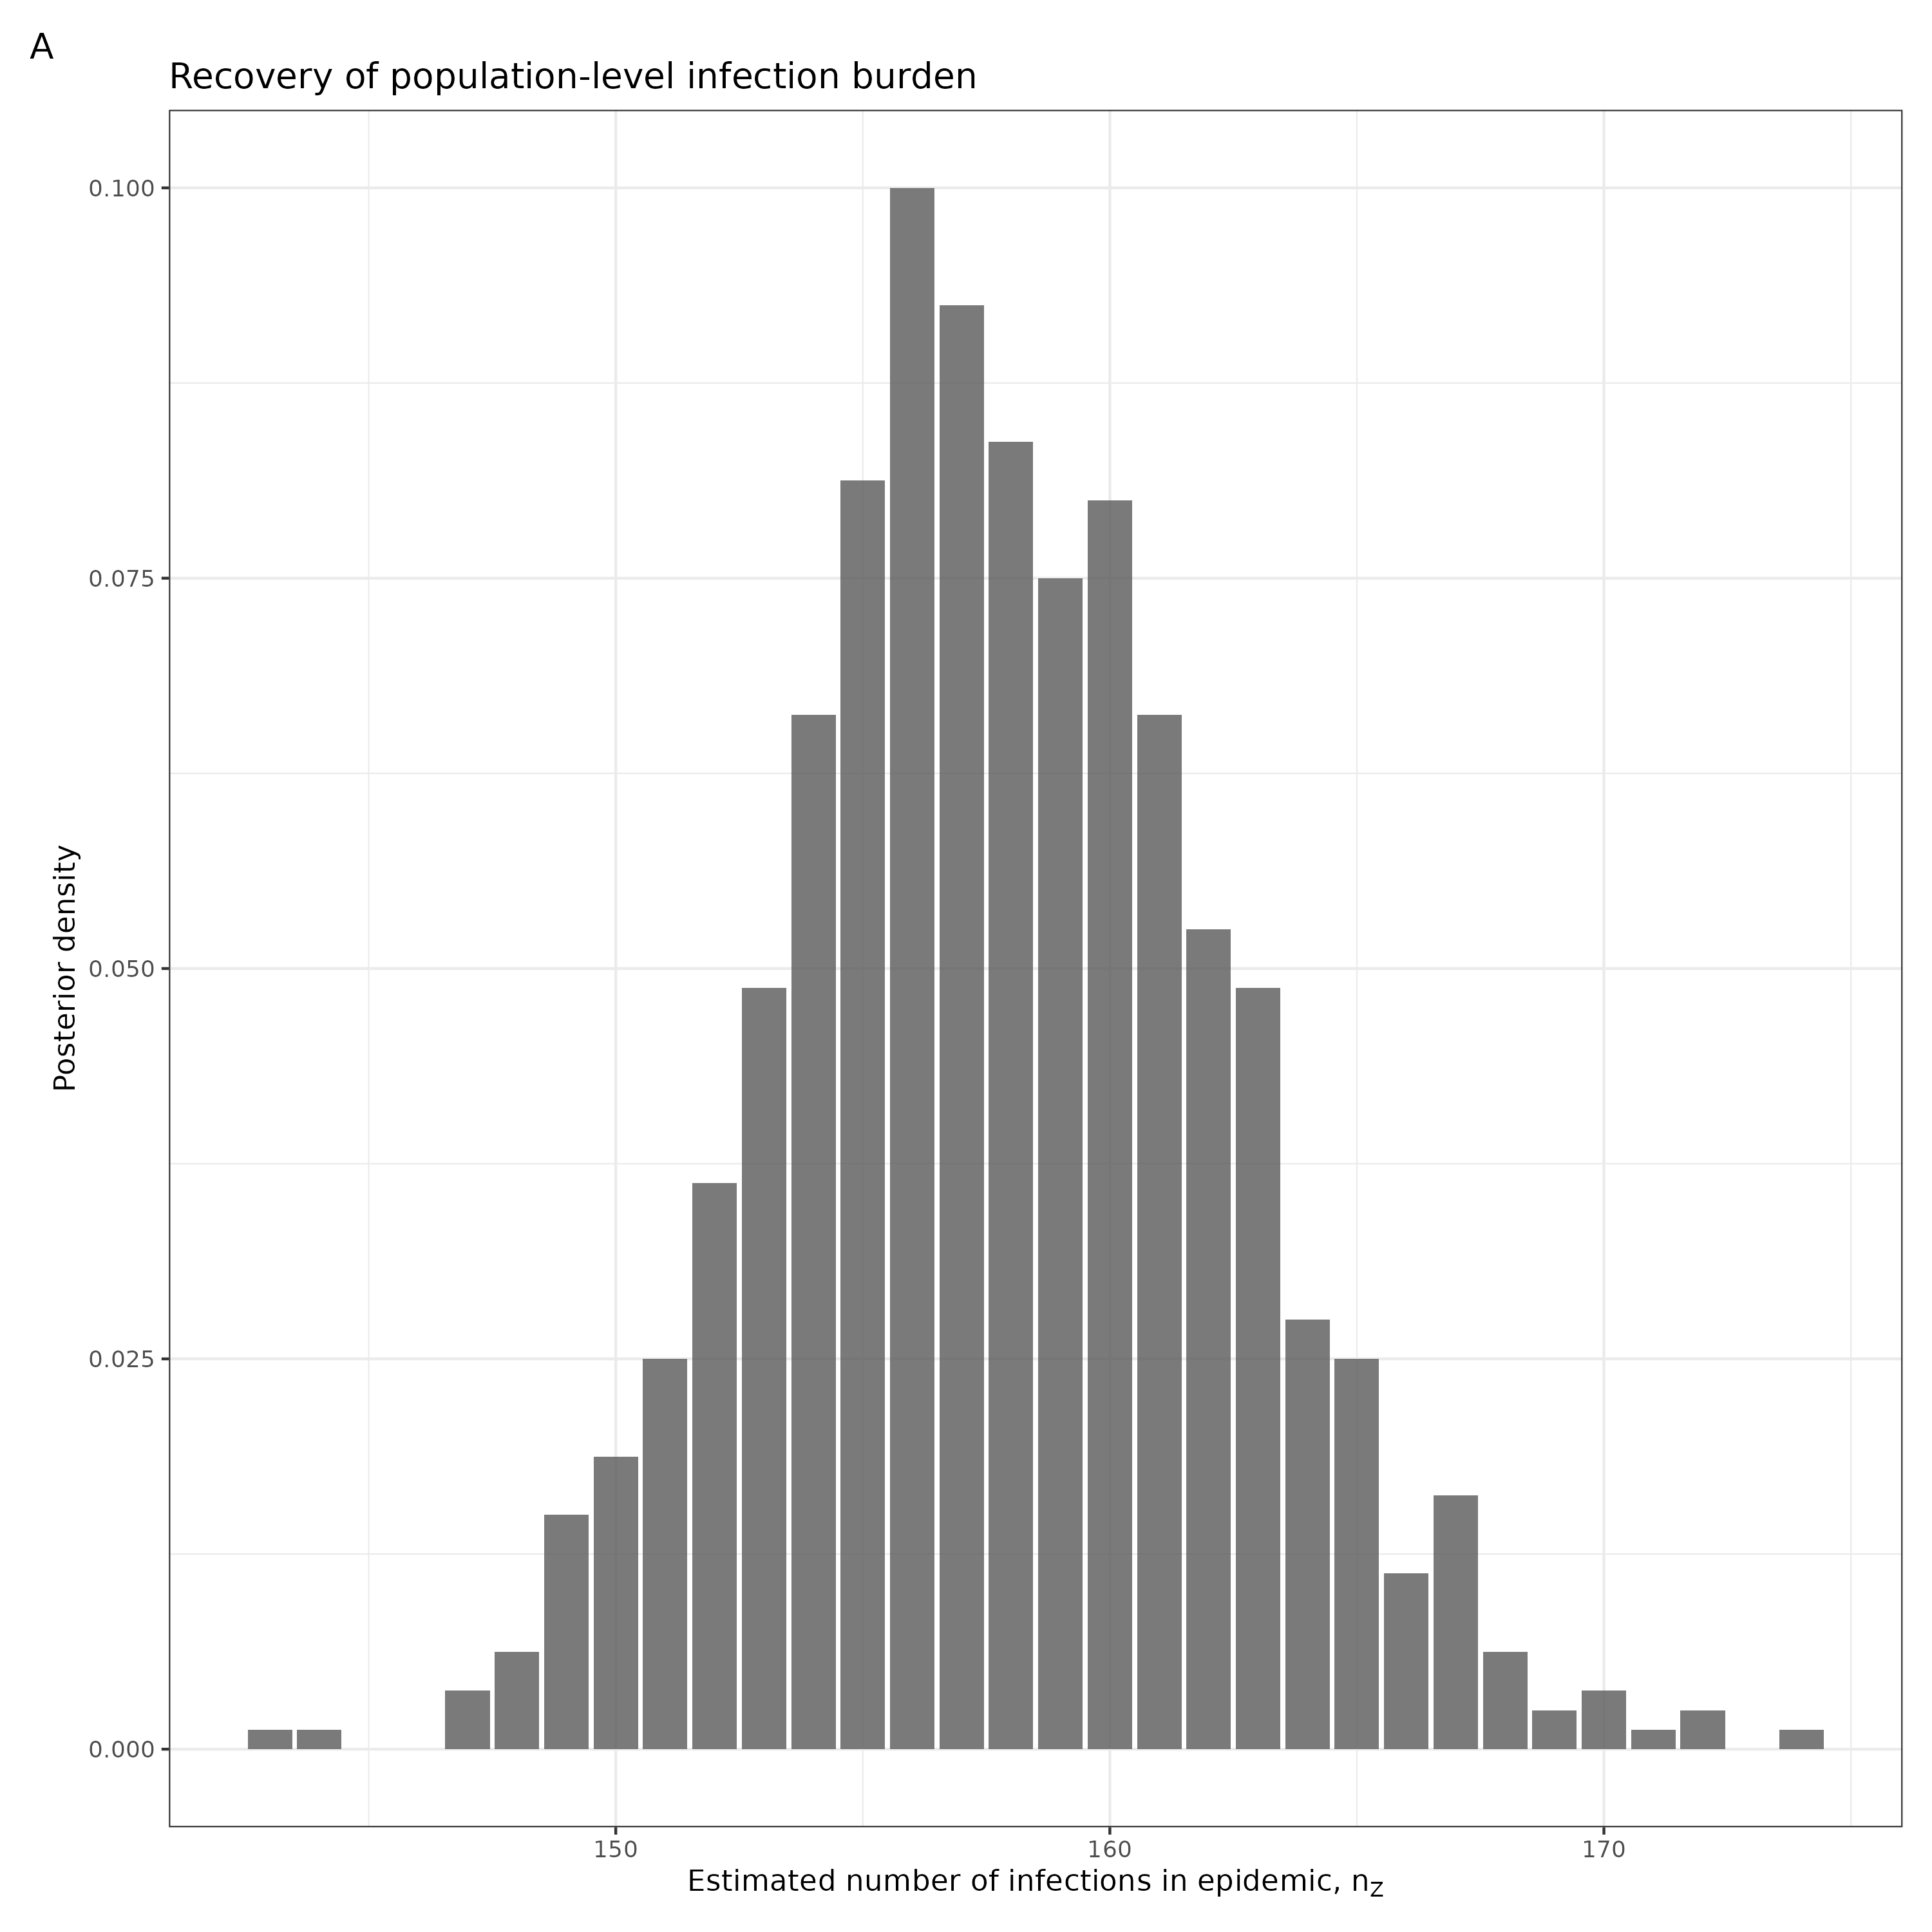 A
Recovery of population-level infection burden
Posterior density
0.100
0.075
0.050
0.025
0.000
150 160 170
Estimated number of infections in epidemic, n_Z